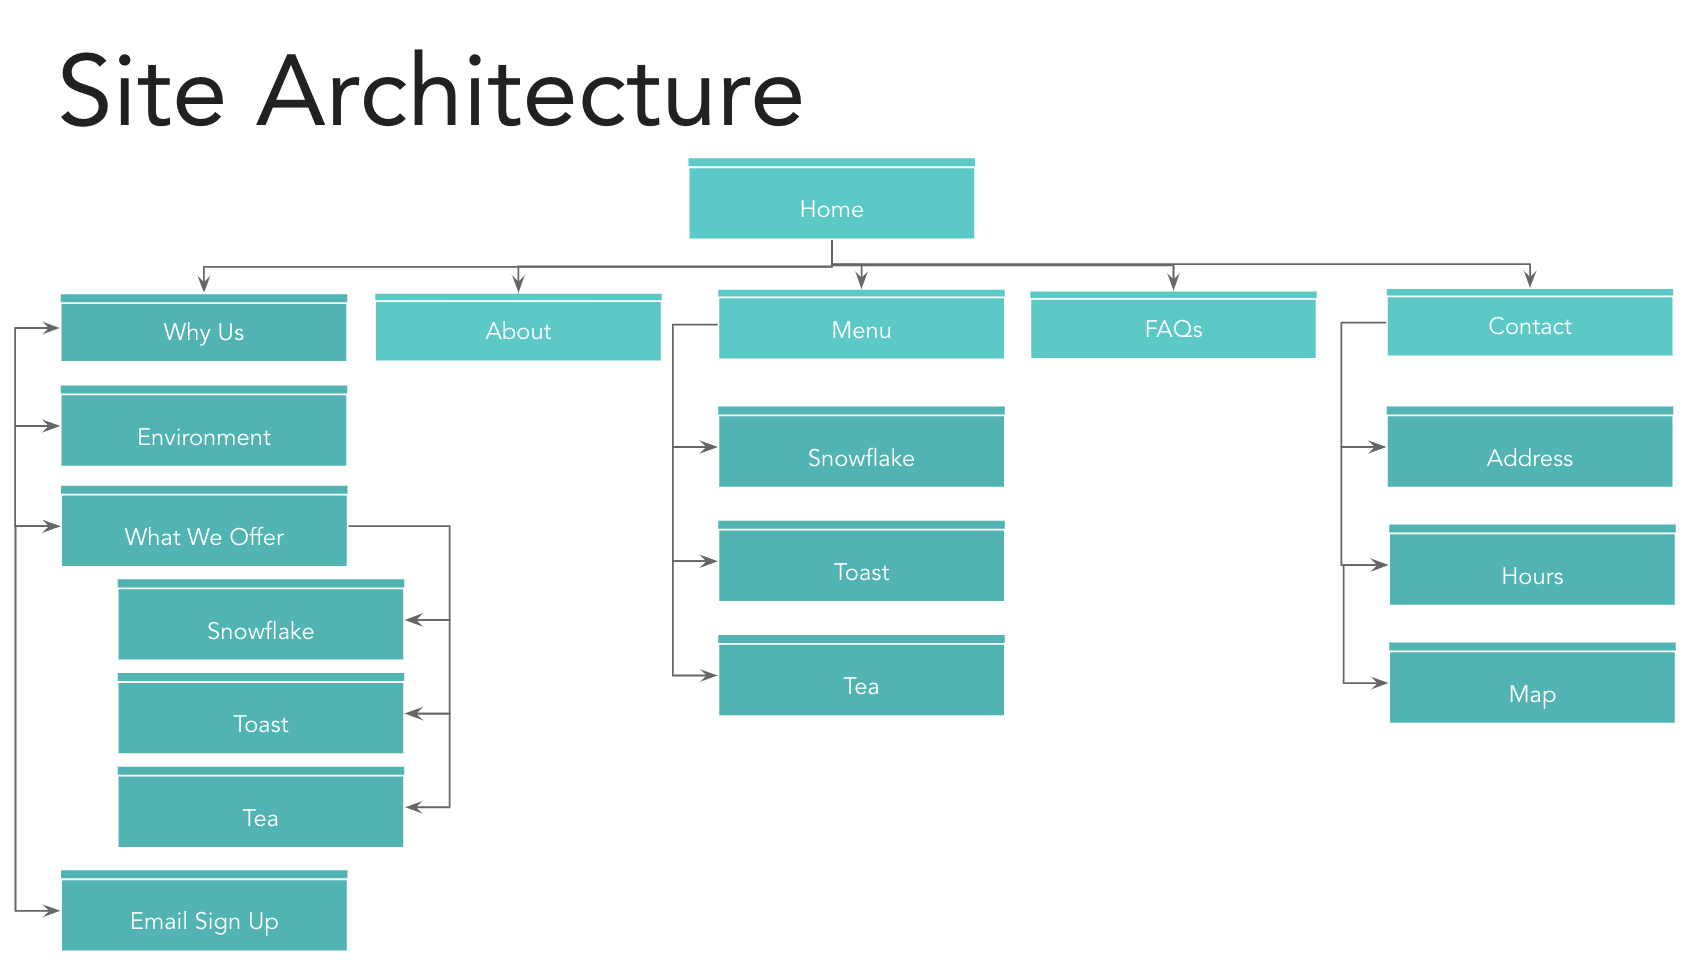 Site Architecture
Home
Why Us
About
Menu
FAQs
Contact
Environment
What We Offer
Snowflake
Toast
Tea
Email Sign Up
Snowflake
Toast
Tea
Address
Hours
Map